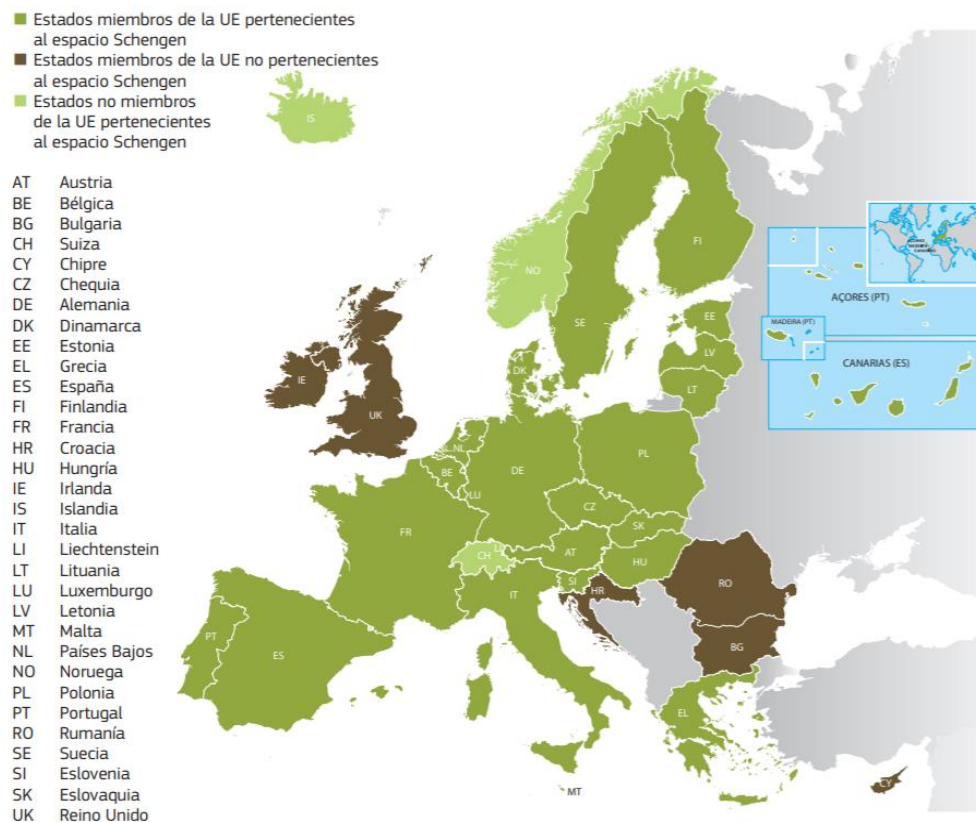 Estados miembros de la UE pertenecientes
al espacio Schengen
Estados miembros de la UE no pertenecientes
al espacio Schengen
Estados no miembros
de la UE pertenecientes
al espacio Schengen
AT Austria
BE Bélgica
BG Bulgaria
CH Suiza
CY Chipre
CZ Chequia
DE Alemania
DK Dinamarca
EE Estonia
EL Grecia
ES España
FI Finlandia
FR Francia
HR Croacia
HU Hungría
IE Irlanda
IS Islandia
IT Italia
LI Liechtenstein
LT Lituania
LU Luxemburgo
LV Letonia
MT Malta
NL Países Bajos
NO Noruega
PL Polonia
PT Portugal
RO Rumanía
SE Suecia
SI Eslovenia
SK Eslovaquia
UK Reino Unido
IS
NO
SE
FI
EE
LV
LT
DK
IE
UK
NL
BE
LU
DE
PL
CZ
SK
FR
CH
LI
AT
HU
SI
HR
IT
RO
BG
PT
ES
EL
MT
CY
AÇORES (PT)
MADEIRA (PT)
CANARIAS (ES)